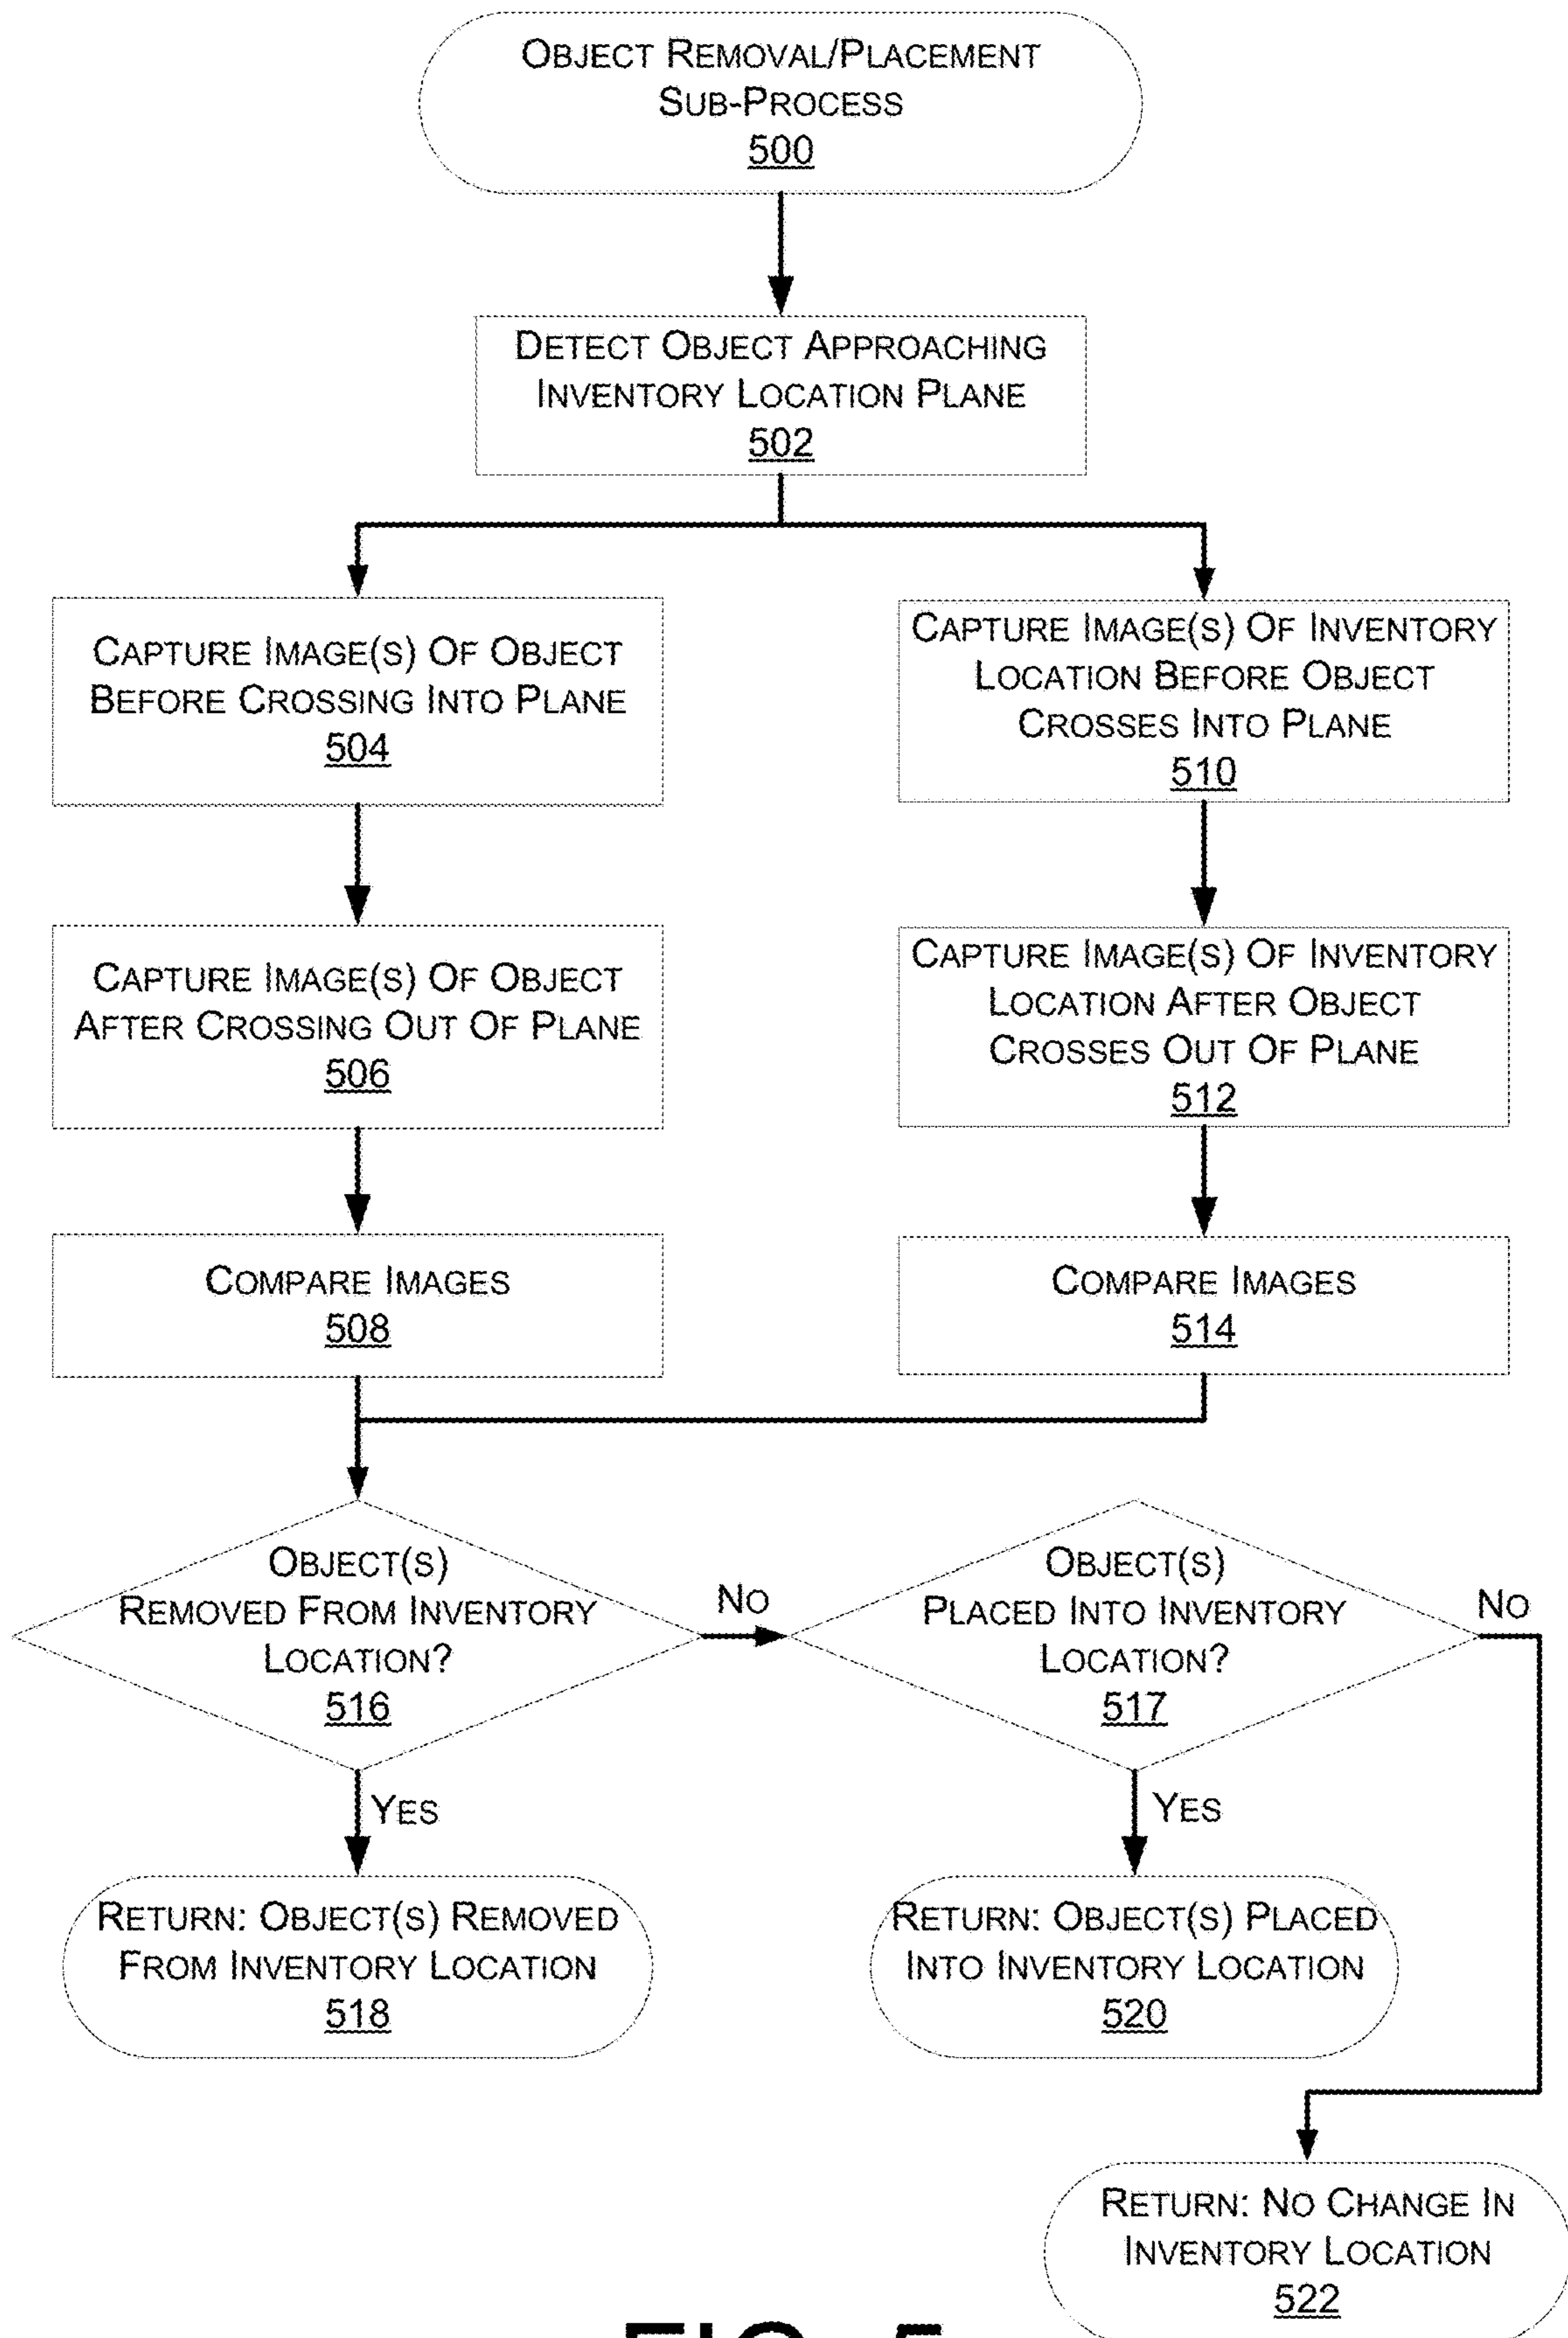 OBJECT REMOVAL/PLACEMENT
SUB-PROCESS
500
DETECT OBJECT APPROACHING
INVENTORY LOCATION PLANE
502
CAPTURE IMAGE(S) OF OBJECT
BEFORE CROSSING INTO PLANE
504
CAPTURE IMAGE(S) OF INVENTORY
LOCATION BEFORE OBJECT
CROSSES INTO PLANE
510
CAPTURE IMAGE(S) OF OBJECT
AFTER CROSSING OUT OF PLANE
506
CAPTURE IMAGE(S) OF INVENTORY
LOCATION AFTER OBJECT
CROSSES OUT OF PLANE
512
COMPARE IMAGES
508
COMPARE IMAGES
514
OBJECT(S)
REMOVED FROM INVENTORY
LOCATION?
516
NO
OBJECT(S)
PLACED INTO INVENTORY
LOCATION?
517
NO
YES
YES
RETURN: OBJECT(S) REMOVED
FROM INVENTORY LOCATION
518
RETURN: OBJECT(S) PLACED
INTO INVENTORY LOCATION
520
RETURN: NO CHANGE IN
INVENTORY LOCATION
522
FIG. 5